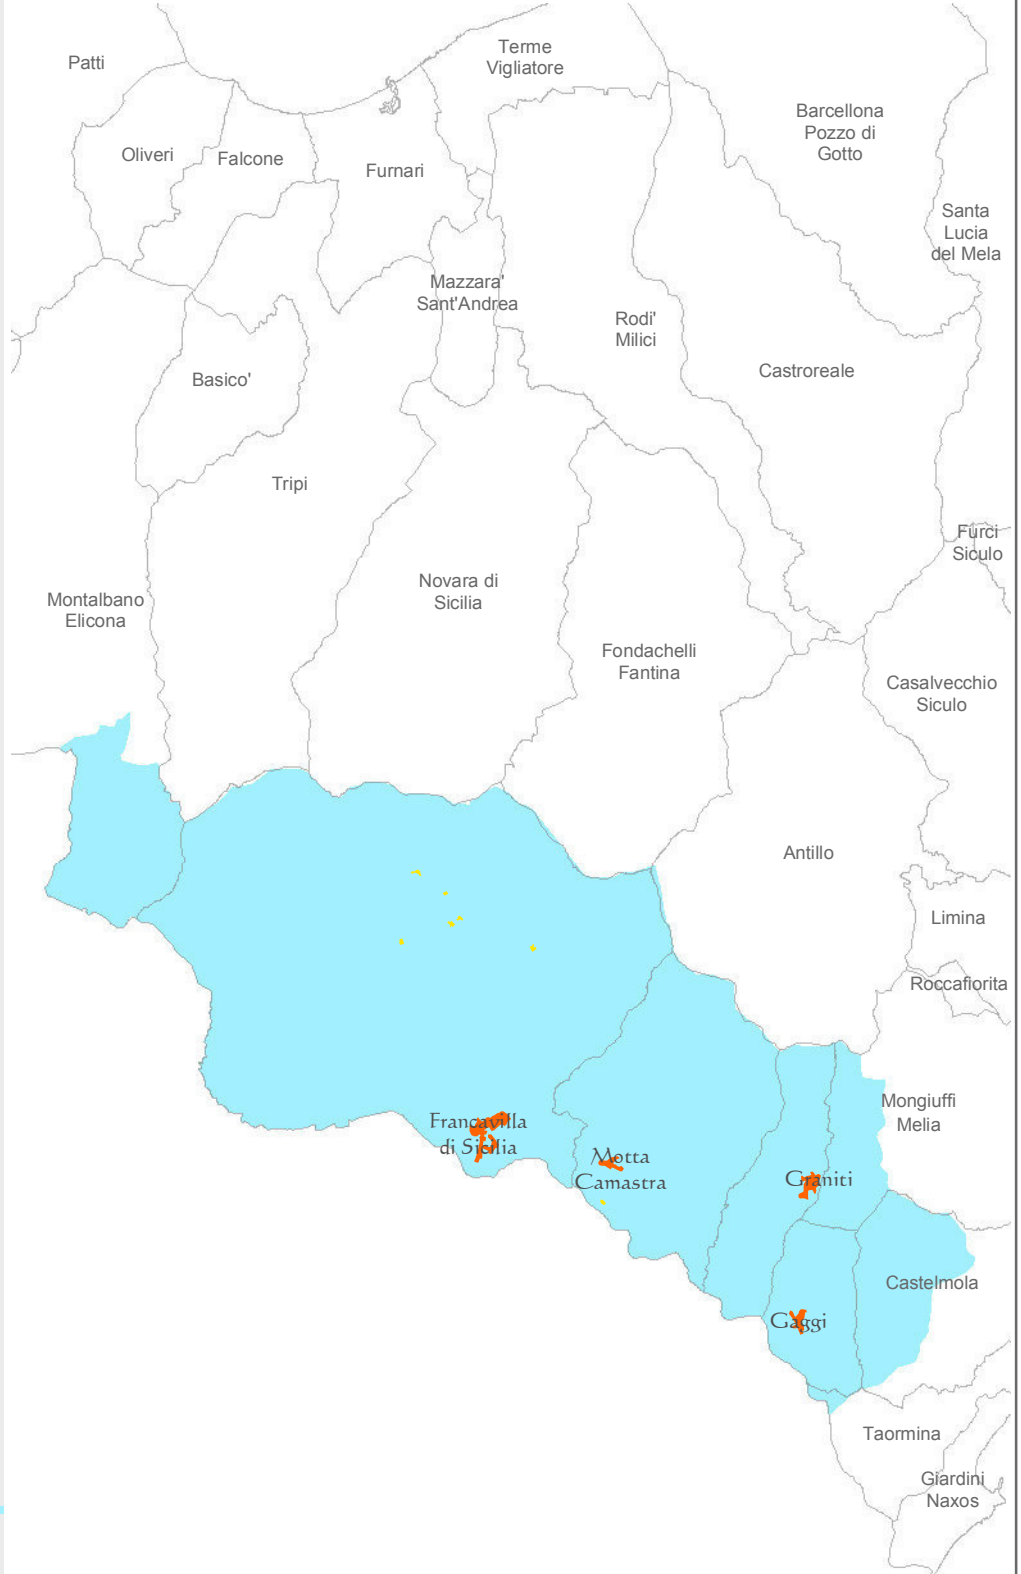 Patti
Terme
Vigliatore
Barcellona
Pozzo di
Gotto
Oliveri
Falcone
Furnari
Santa
Lucia
del Mela
Mazzara'
Sant'Andrea
Rodi'
Milici
Castroreale
Basico'
Tripi
Furci
Siculo
Novara di
Sicilia
Montalbano
Elicona
Fondachelli
Fantina
Casalvecchio
Siculo
Antillo
Limina
Roccafiorita
Mongiuffi
Melia
Francavilla
di Sicilia
Motta
Camastra
Graniti
Castelmola
Gaggi
Taormina
Giardini
Naxos